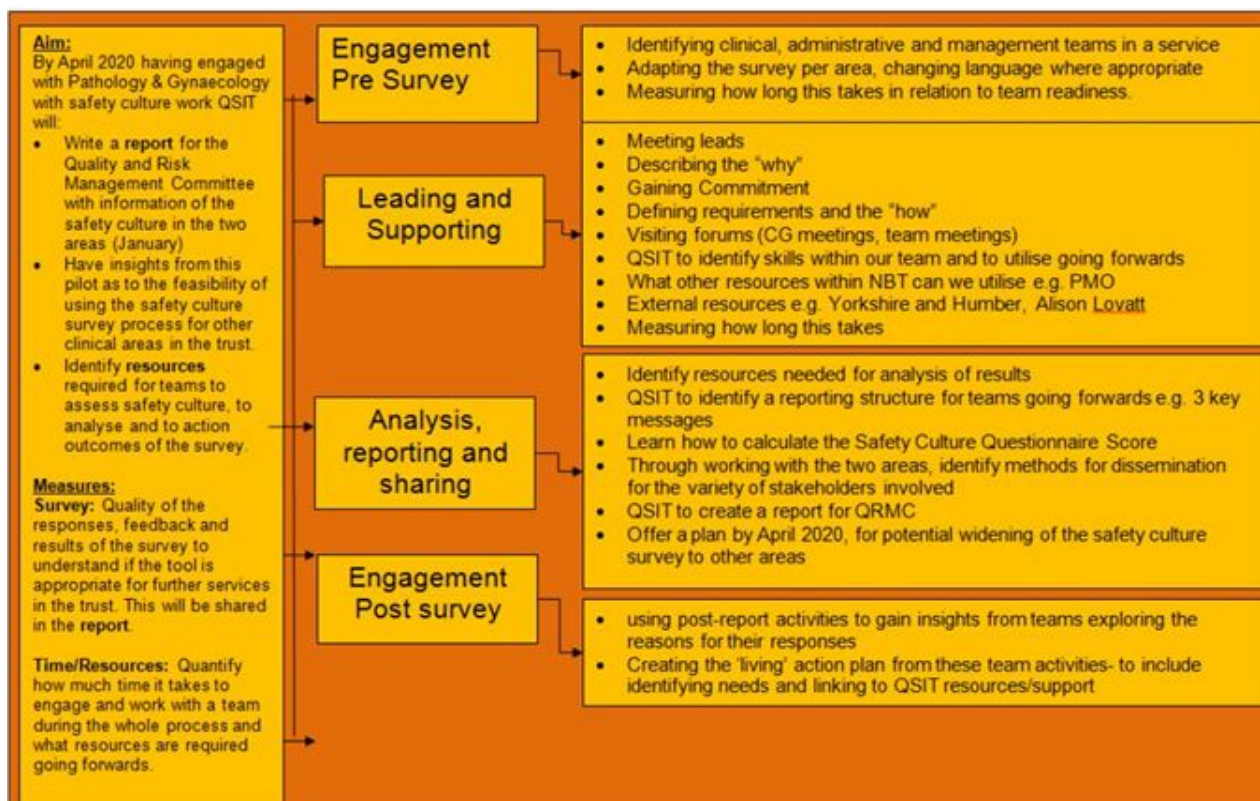 Aim:
By April 2020 having engaged
with Pathology & Gynaecology
with safety culture work QSIT
will:
• Write a report for the
Quality and Risk
Management Committee
with information of the
safety culture in the two
areas (January)
• Have insights from this
pilot as to the feasibility of
using the safety culture
survey process for other
clinical areas in the trust.
• Identify resources
required for teams to
assess safety culture, to
analyse and to action
outcomes of the survey.
Measures:
Survey: Quality of the
responses, feedback and
results of the survey to
understand if the tool is
appropriate for further services
in the trust. This will be shared
in the report.
Time/Resources: Quantify
how much time it takes to
engage and work with a team
during the whole process and
what resources are required
going forwards.
Engagement
Pre Survey
• Identifying clinical, administrative and management teams in a service
• Adapting the survey per area, changing language where appropriate
• Measuring how long this takes in relation to team readiness.
Leading and
Supporting
• Meeting leads
• Describing the "why"
• Gaining Commitment
• Defining requirements and the "how"
• Visiting forums (CG meetings, team meetings)
• QSIT to identify skills within our team and to utilise going forwards
• What other resources within NBT can we utilise e.g. PMO
• External resources e.g. Yorkshire and Humber, Alison Lovatt
• Measuring how long this takes
Analysis,
reporting and
sharing
• Identify resources needed for analysis of results
• QSIT to identify a reporting structure for teams going forwards e.g. 3 key
messages
• Learn how to calculate the Safety Culture Questionnaire Score
• Through working with the two areas, identify methods for dissemination
for the variety of stakeholders involved
• QSIT to create a report for QRMC
• Offer a plan by April 2020, for potential widening of the safety culture
survey to other areas
Engagement
Post survey
• using post-report activities to gain insights from teams exploring the
reasons for their responses
• Creating the 'living' action plan from these team activities- to include
identifying needs and linking to QSIT resources/support